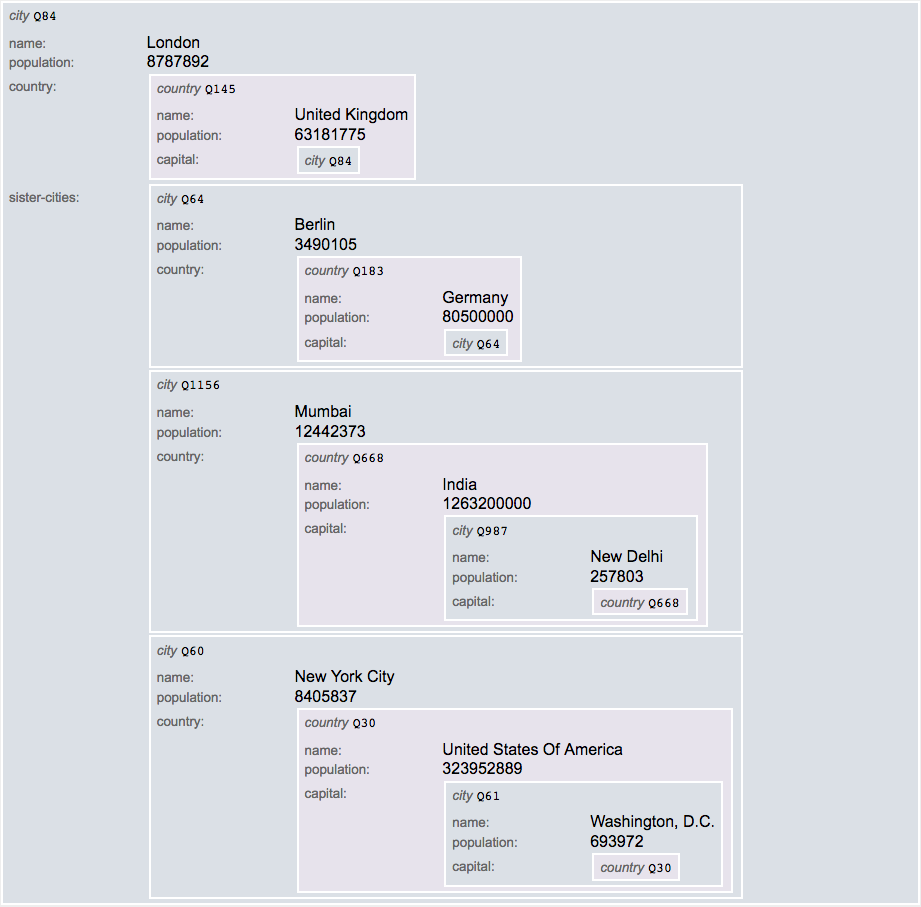 city Q84
name: London
population: 8787892
country: country Q145
name: United Kingdom
population: 63181775
capital: city Q84
sister-cities: city Q64
name: Berlin
population: 3490105
country: country Q183
name: Germany
population: 80500000
capital: city Q64
city Q1156
name: Mumbai
population: 12442373
country: country Q668
name: India
population: 1263200000
capital: city Q987
name: New Delhi
population: 257803
capital: country Q668
city Q60
name: New York City
population: 8405837
country: country Q30
name: United States Of America
population: 323952889
capital: city Q61
name: Washington, D.C.
population: 693972
capital: country Q30